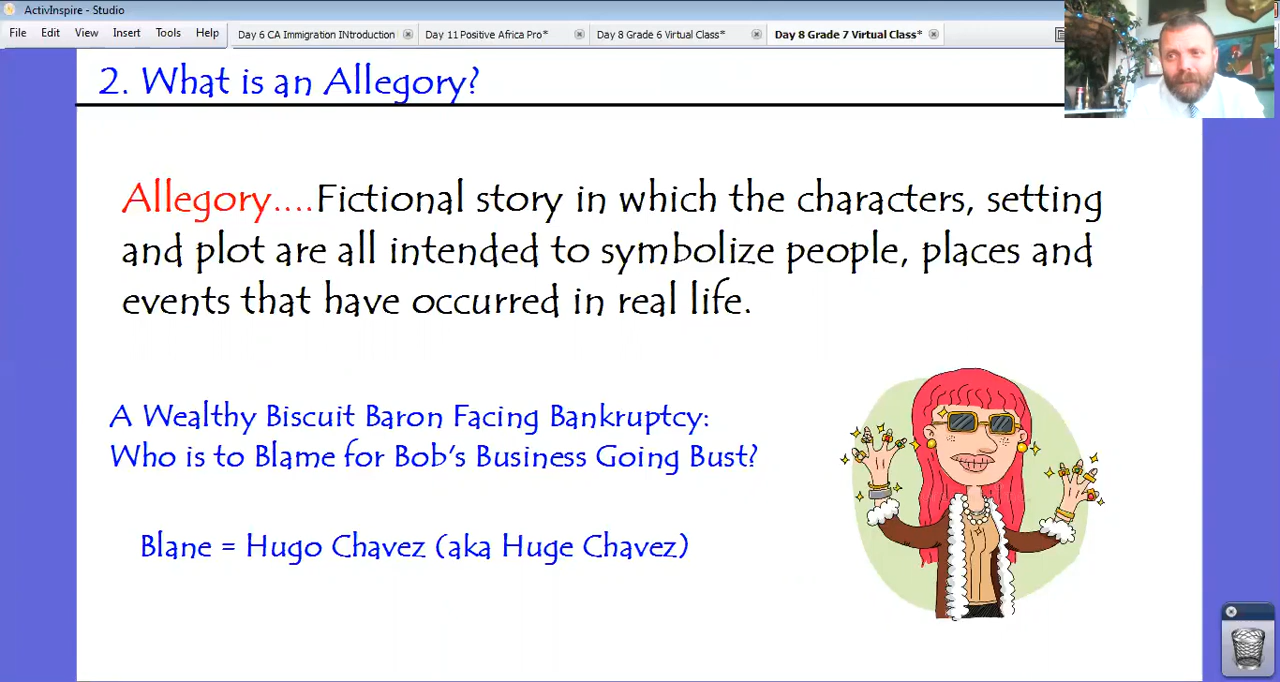 ActivInspire - Studio
File Edit View Insert Tools Help
Day 6 CA Immigration INtroduction Day 11 Positive Africa Pro* Day 8 Grade 6 Virtual Class* Day 8 Grade 7 Virtual Class*
2. What is an Allegory?
Allegory....Fictional story in which the characters, setting
and plot are all intended to symbolize people, places and
events that have occurred in real life.
A Wealthy Biscuit Baron Facing Bankruptcy:
Who is to Blame for Bob's Business Going Bust?
Blane = Hugo Chavez (aka Huge Chavez)